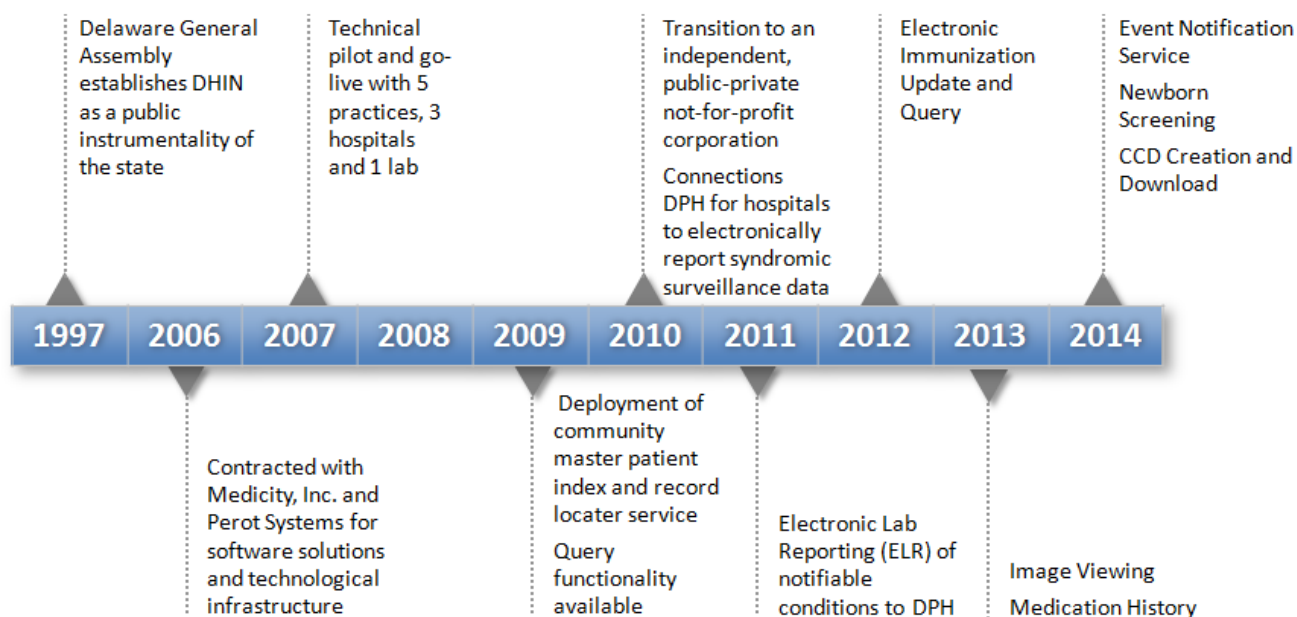 Delaware General
Assembly
establishes DHIN
as a public
instrumentality of
the state
Technical
pilot and go-
live with 5
practices, 3
hospitals
and 1 lab
Transition to an
independent,
public-private
not-for-profit
corporation
Connections
DPH for hospitals
to electronically
report syndromic
surveillance data
Electronic
Immunization
Update and
Query
Event Notification
Service
Newborn
Screening
CCD Creation and
Download
1997 2006 2007 2008 2009 2010 2011 2012 2013 2014
Contracted with
Medicity, Inc. and
Perot Systems for
software solutions
and technological
infrastructure
Deployment of
community
master patient
index and record
locater service
Query
functionality
available
Electronic Lab
Reporting (ELR) of
notifiable
conditions to DPH
Image Viewing
Medication History